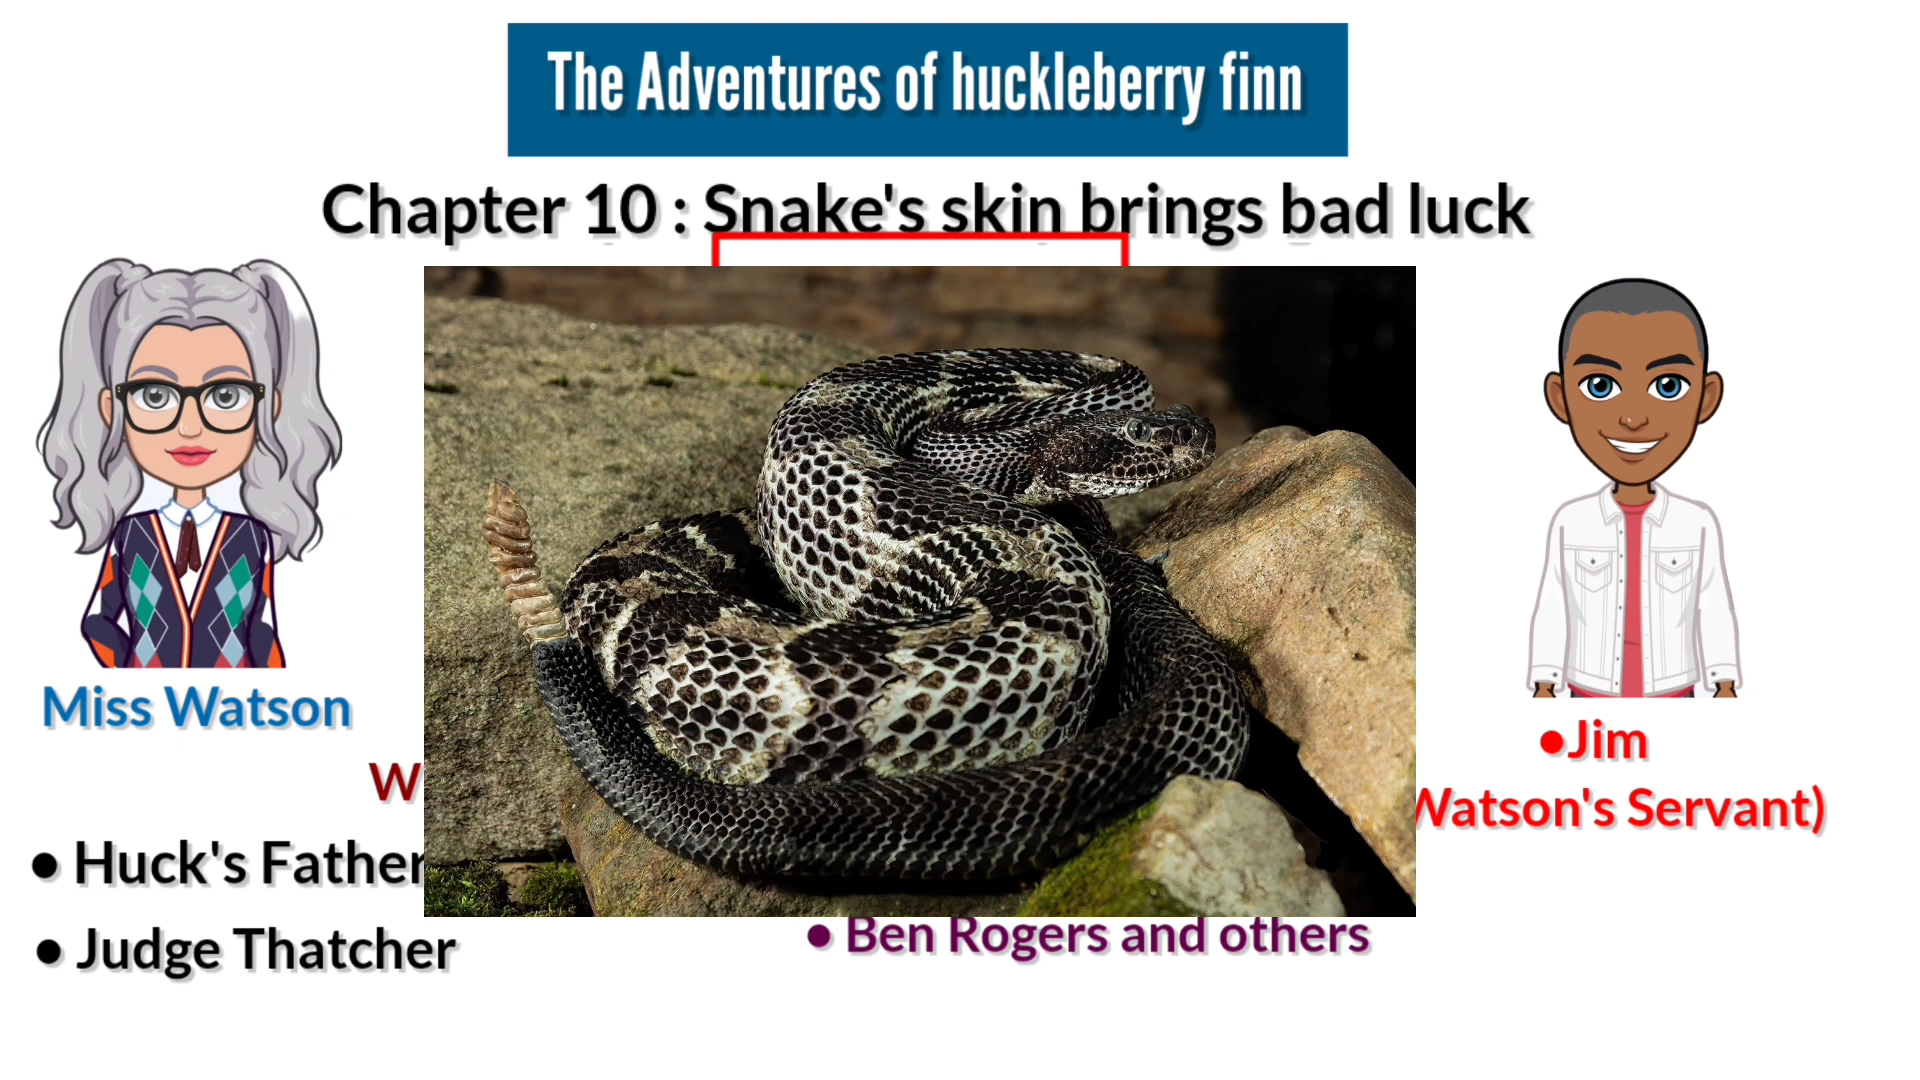 The Adventures of huckleberry finn
Chapter 10 : Snake's skin brings bad luck
Miss Watson
•Jim
Watson's Servant)
W
• Huck's Father
• Judge Thatcher
• Ben Rogers and others